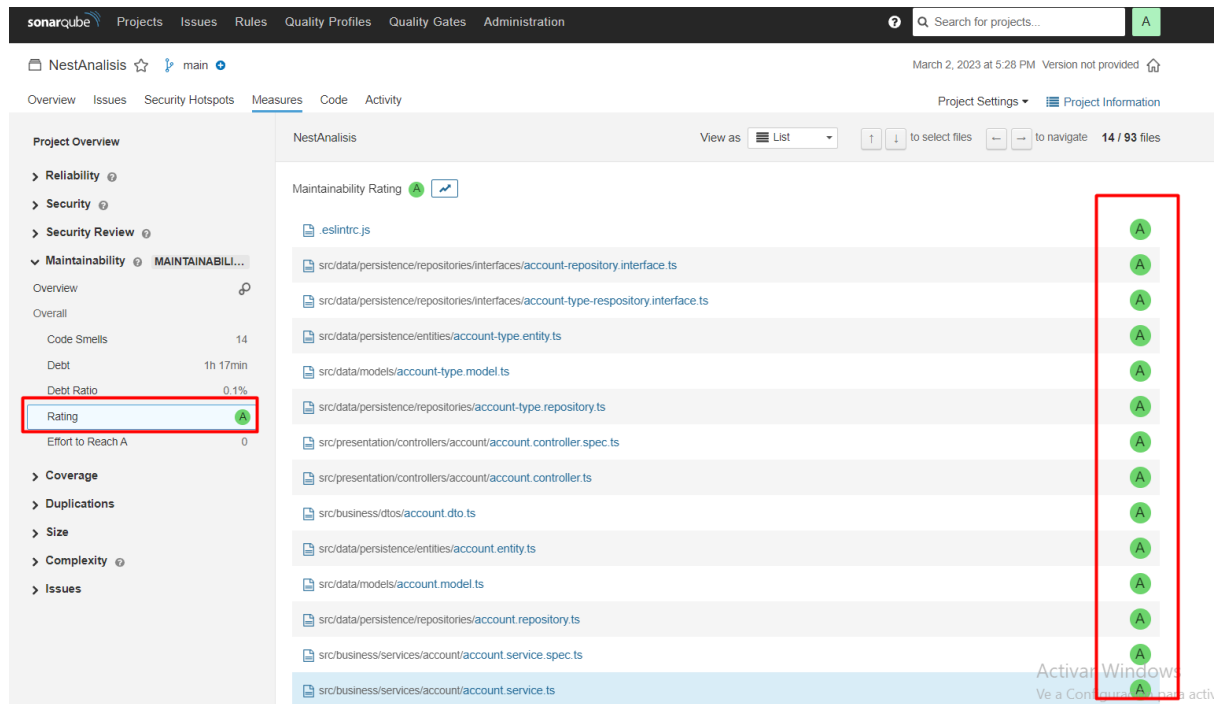 sonarqube Projects Issues Rules Quality Profiles Quality Gates Administration ? Search for projects... A
NestAnalisis main March 2, 2023 at 5:28 PM Version not provided
Overview Issues Security Hotspots Measures Code Activity Project Settings Project Information
Project Overview
Reliability ?
Security ?
Security Review ?
Maintainability ? MAINTAINABILI...
Overview
Overall
Code Smells 14
Debt 1h 17min
Debt Ratio 0.1%
Rating A
Effort to Reach A 0
Coverage
Duplications
Size
Complexity ?
Issues
NestAnalisis View as List ↑ ↓ to select files ← → to navigate 14 / 93 files
Maintainability Rating A
.eslintrc.js A
src/data/persistence/repositories/interfaces/account-repository.interface.ts A
src/data/persistence/repositories/interfaces/account-type-respository.interface.ts A
src/data/persistence/entities/account-type.entity.ts A
src/data/models/account-type.model.ts A
src/data/persistence/repositories/account-type.repository.ts A
src/presentation/controllers/account/account.controller.spec.ts A
src/presentation/controllers/account/account.controller.ts A
src/business/dtos/account.dto.ts A
src/data/persistence/entities/account.entity.ts A
src/data/models/account.model.ts A
src/data/persistence/repositories/account.repository.ts A
src/business/services/account/account.service.spec.ts A
src/business/services/account/account.service.ts A
Activar Windows
Ve a Configuración para activ